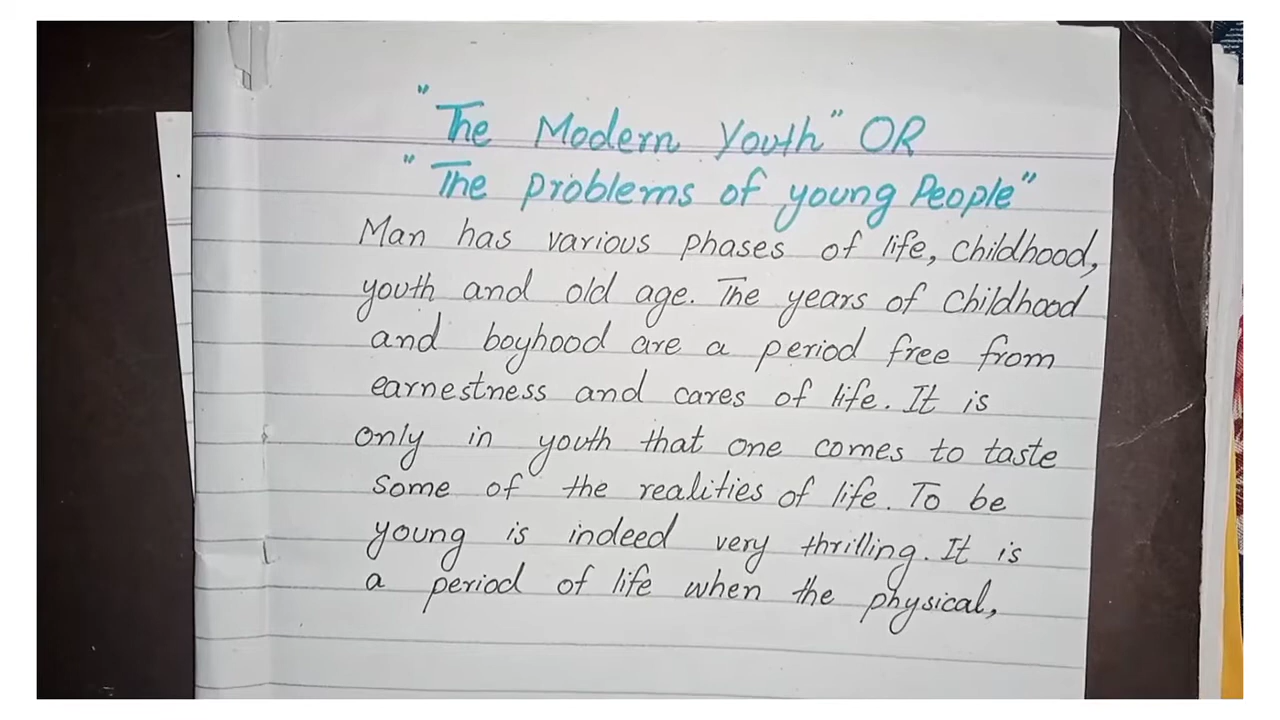 "The Modern Youth" OR
"The problems of young People"
Man has various phases of life, childhood,
youth and old age. The years of childhood
and boyhood are a period free from
earnestness and cares of life. It is
only in youth that one comes to taste
some of the realities of life. To be
young is indeed very thrilling. It is
a period of life when the physical,